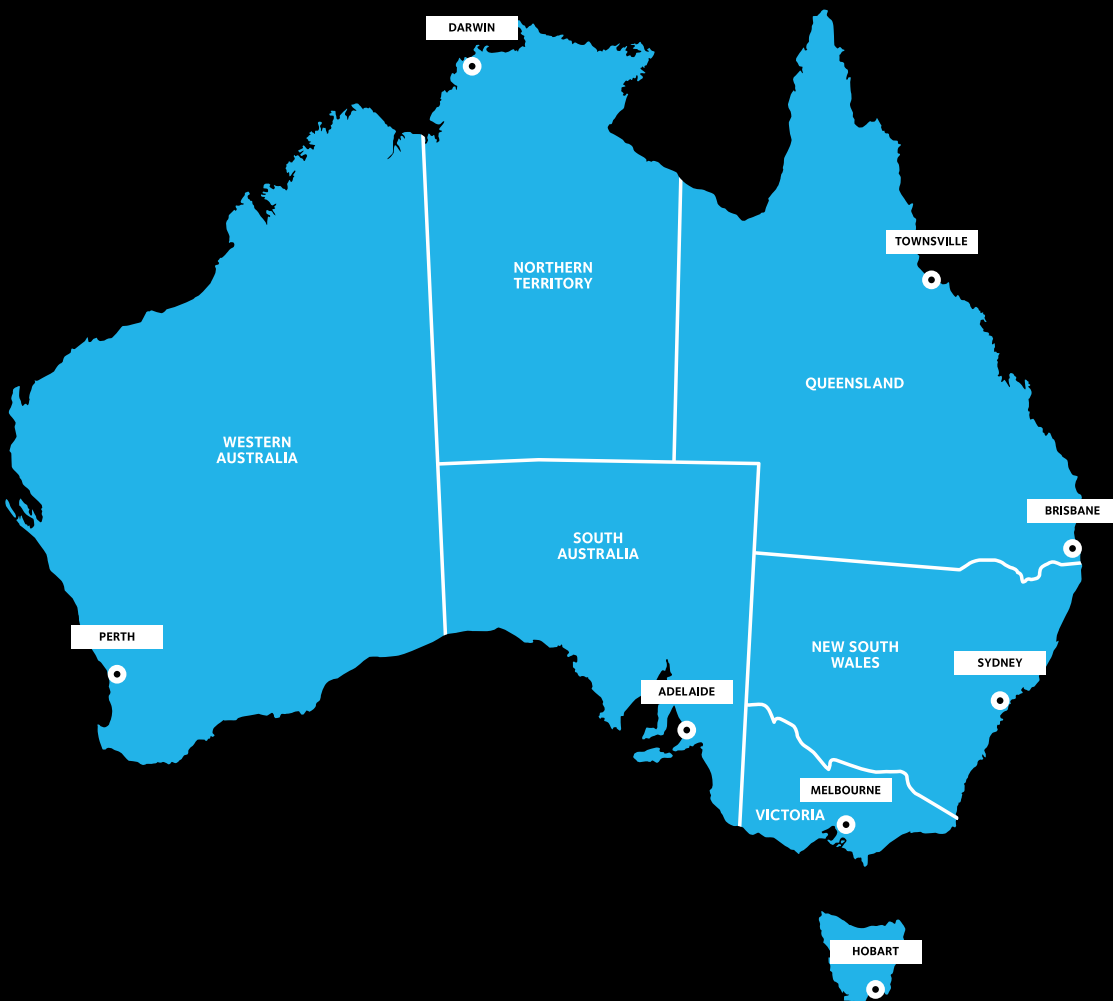 DARWIN
TOWNSVILLE
NORTHERN
TERRITORY
QUEENSLAND
WESTERN
AUSTRALIA
BRISBANE
SOUTH
AUSTRALIA
PERTH
NEW SOUTH
WALES
SYDNEY
ADELAIDE
MELBOURNE
VICTORIA
HOBART